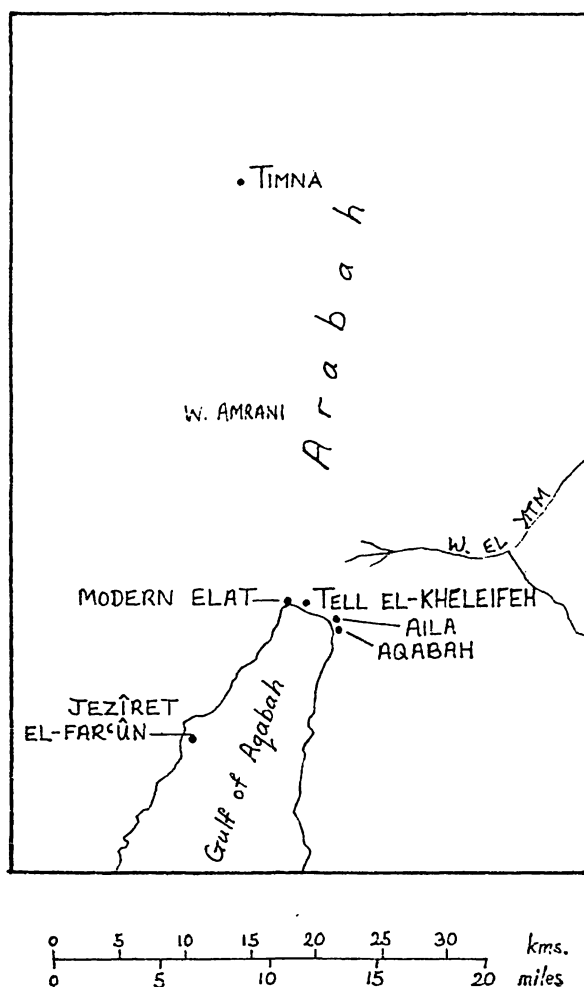 TIMNA
Arabah
W. AMRANI
W. EL YITM
MODERN ELAT
TELL EL-KHELEIFEH
AILA
AQABAH
JEZÎRET
EL-FARʿÛN
Gulf of Aqabah
0 5 10 15 20 25 30 kms.
0 5 10 15 20 miles